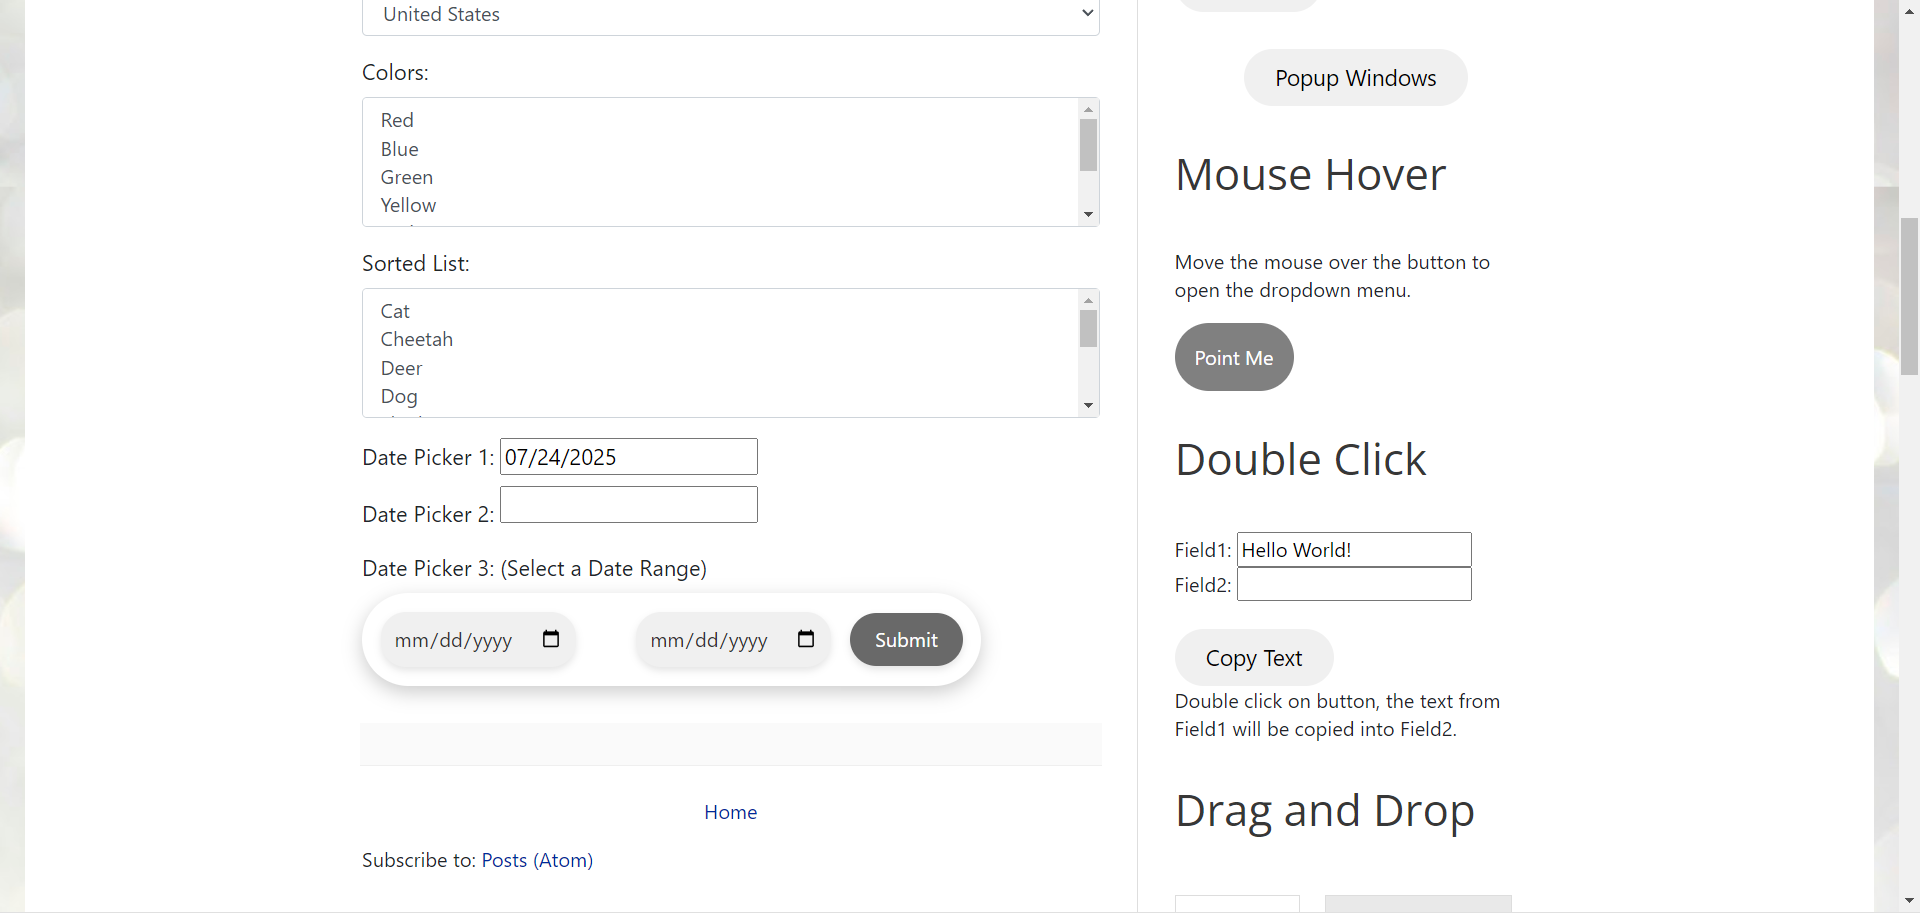 United States
Colors:
Red
Blue
Green
Yellow
Sorted List:
Cat
Cheetah
Deer
Dog
Date Picker 1: 07/24/2025
Date Picker 2:
Date Picker 3: (Select a Date Range)
mm/dd/yyyy mm/dd/yyyy Submit
Home
Subscribe to: Posts (Atom)
Popup Windows
Mouse Hover
Move the mouse over the button to
open the dropdown menu.
Point Me
Double Click
Field1: Hello World!
Field2:
Copy Text
Double click on button, the text from
Field1 will be copied into Field2.
Drag and Drop